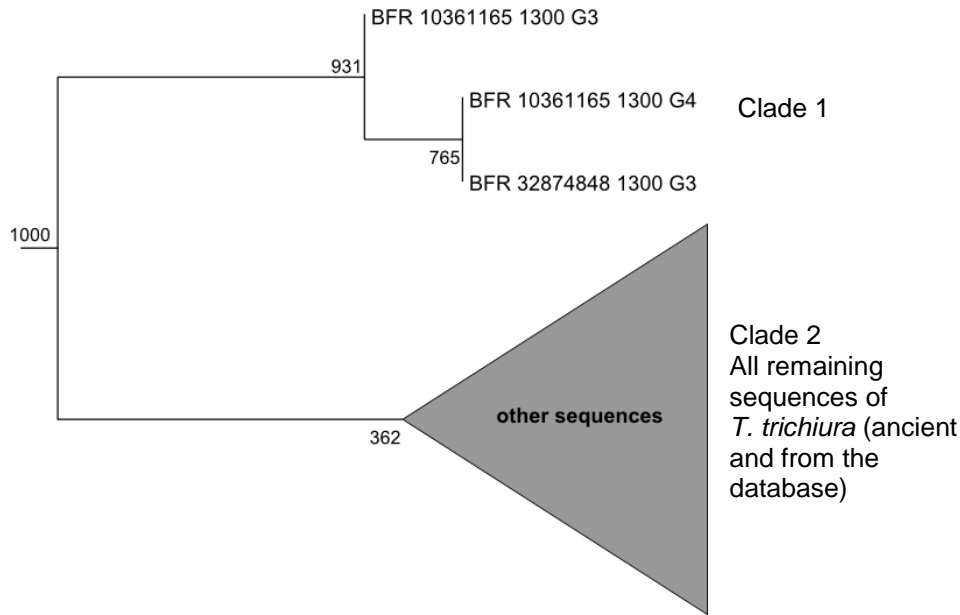 BFR 10361165 1300 G3
931
BFR 10361165 1300 G4
Clade 1
765
BFR 32874848 1300 G3
1000
Clade 2
All remaining
sequences of
T. trichiura (ancient
and from the
database)
other sequences
362